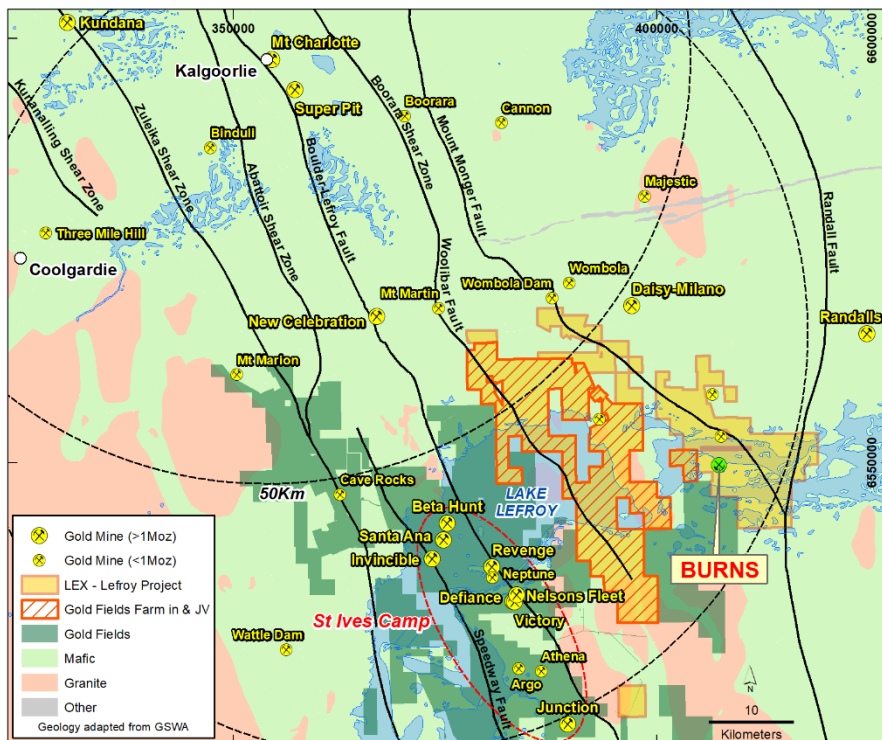 Kundana
350000
Mt Charlotte
400000
6600000
Kalgoorlie
Super Pit
Boorara
Cannon
Kunanalling Shear Zone
Zuleika Shear Zone
Bindull
Abattoir Shear Zone
Boulder-Lefroy Fault
Boorara Shear Zone
Mount Monger Fault
Majestic
Three Mile Hill
Coolgardie
Randall Fault
Woolibar Fault
Wombola
Wombola Dam
Mt Martin
Daisy-Milano
New Celebration
Randalls
Mt Marlon
6550000
50Km
Cave Rocks
LAKE
LEFROY
Beta Hunt
Santa Ana
Invincible
Revenge
Neptune
BURNS
Defiance
Nelsons Fleet
Victory
St Ives Camp
Speedway Fault
Wattle Dam
Athena
Argo
Junction
Gold Mine (>1Moz)
Gold Mine (<1Moz)
LEX - Lefroy Project
Gold Fields Farm in & JV
Gold Fields
Mafic
Granite
Other
Geology adapted from GSWA
N
10
Kilometers